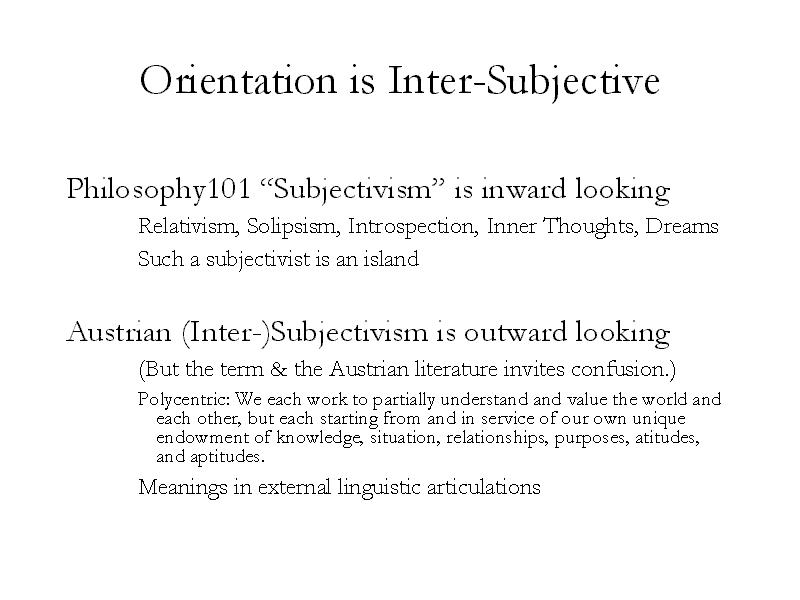 Orientation is Inter-Subjective
Philosophy101 “Subjectivism” is inward looking
Relativism, Solipsism, Introspection, Inner Thoughts, Dreams
Such a subjectivist is an island
Austrian (Inter-)Subjectivism is outward looking
(But the term & the Austrian literature invites confusion.)
Polycentric: We each work to partially understand and value the world and
each other, but each starting from and in service of our own unique
endowment of knowledge, situation, relationships, purposes, atitudes,
and aptitudes.
Meanings in external linguistic articulations